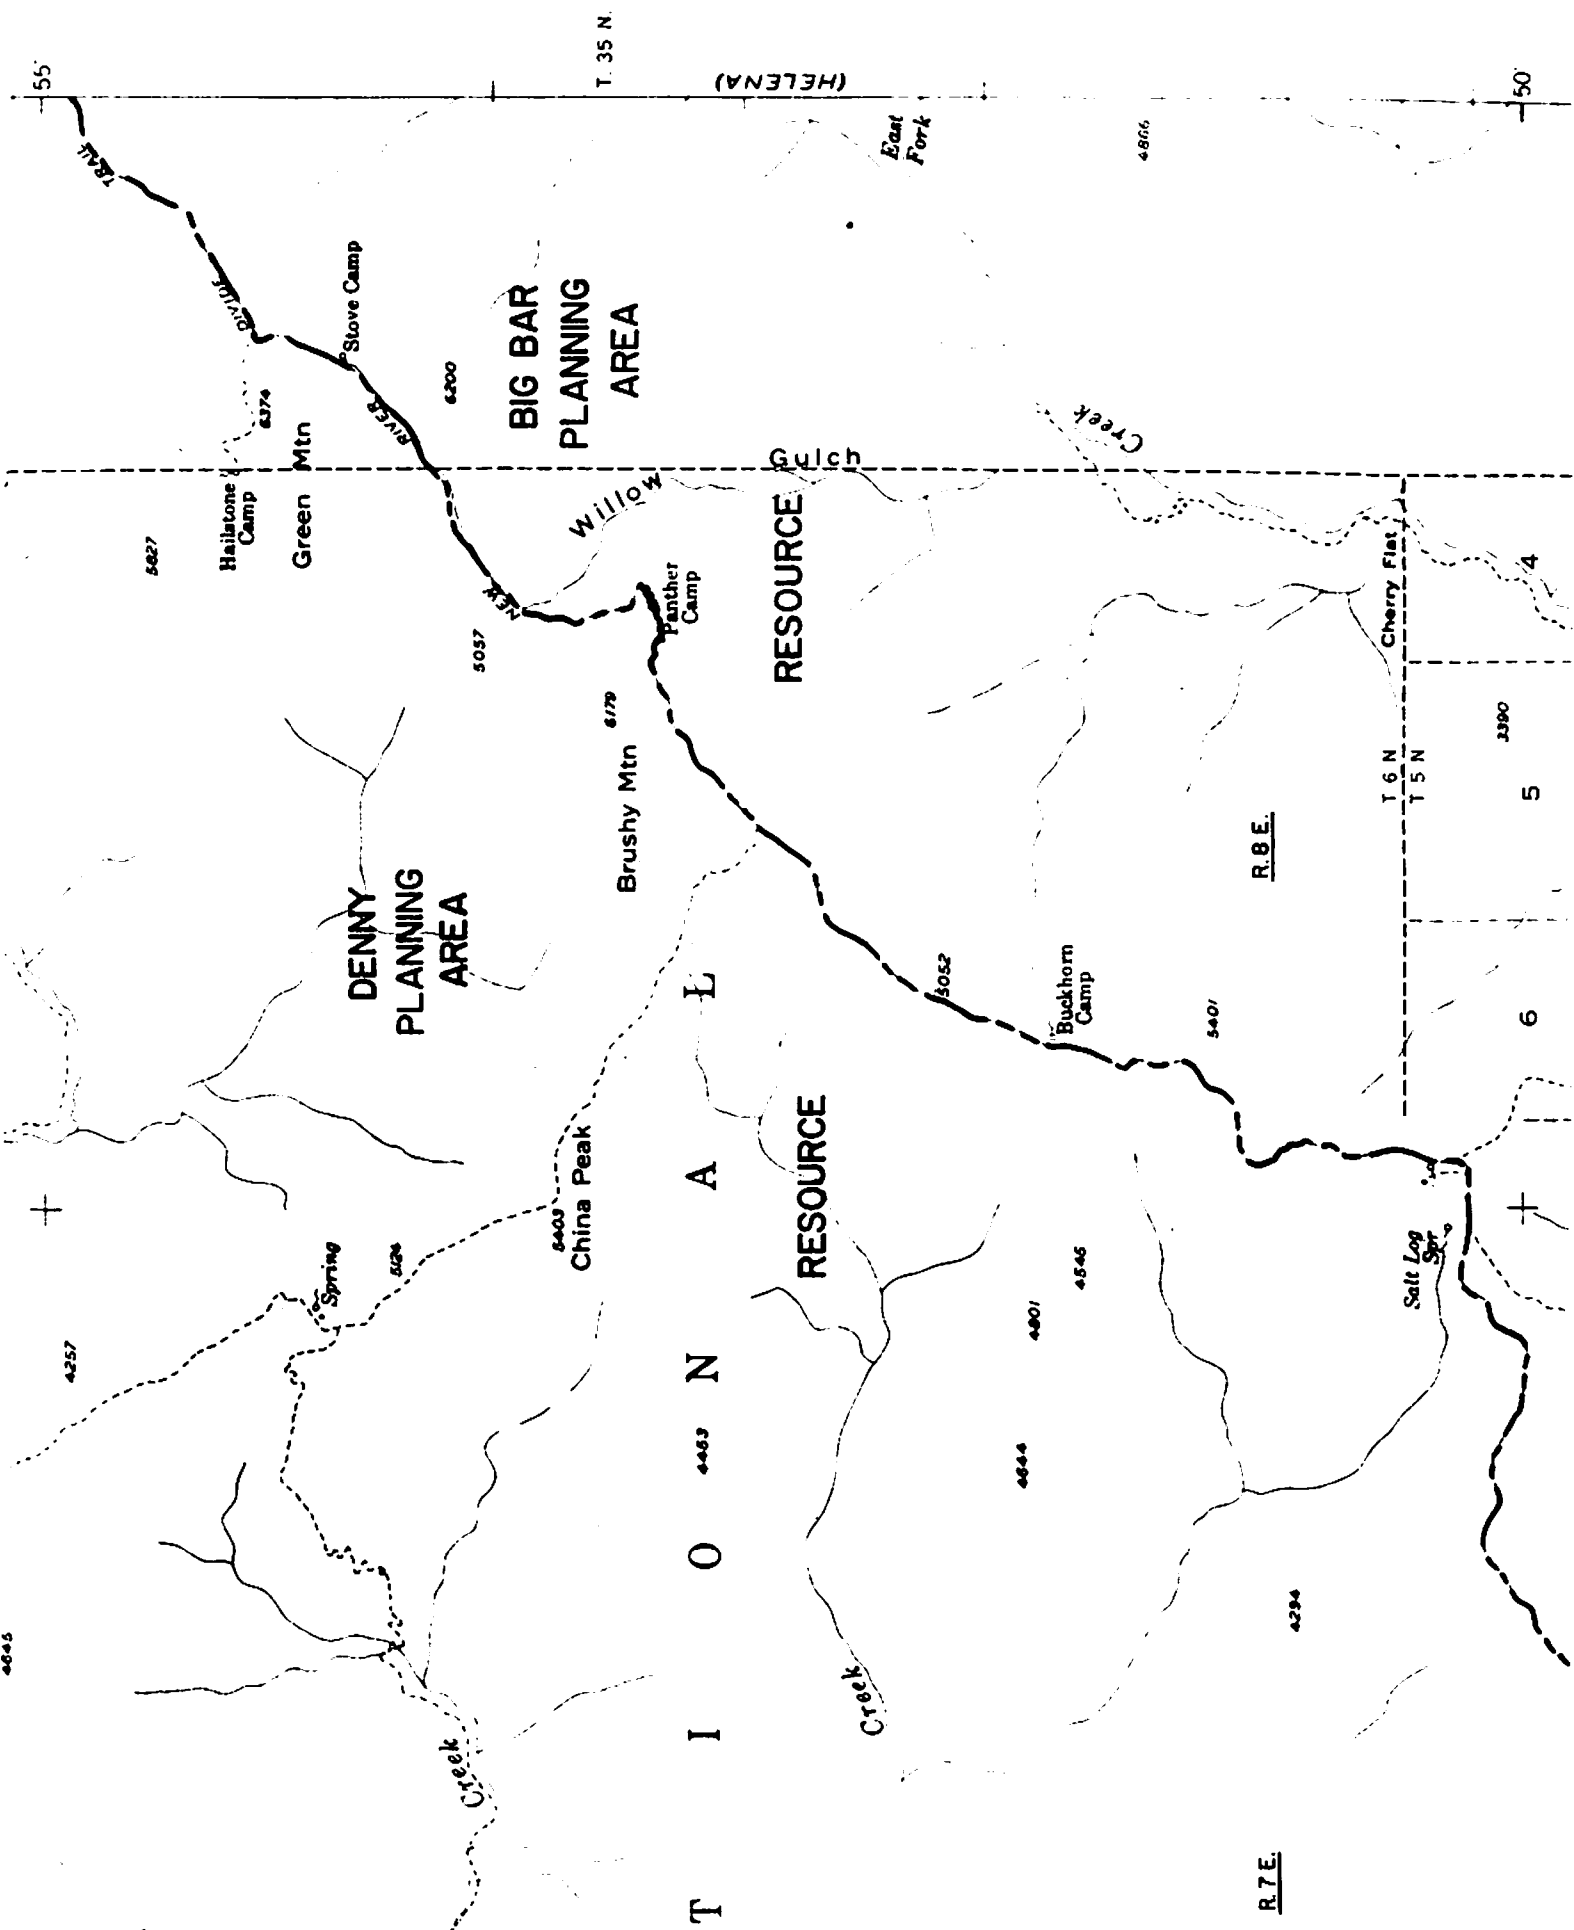 55'
T. 35 N.
(HELENA)
50'
TRAIL
DIVIDE
RIVER
NEW
East
Fork
4866
Stove Camp
6374
6200
BIG BAR
PLANNING
AREA
Hailstone
Camp
Green Mtn
5827
Willow
Gulch
Creek
5057
Panther
Camp
RESOURCE
Cherry Flat
4
6179
Brushy Mtn
T 6 N
T 5 N
3390
5
R. 8 E.
DENNY
PLANNING
AREA
5052
Buckhorn
Camp
5401
6
5403
China Peak
RESOURCE
Spring
5124
4257
Salt Log
Spr
4546
4801
4463
4644
4294
4645
Creek
Creek
T I O N A L
R. 7 E.